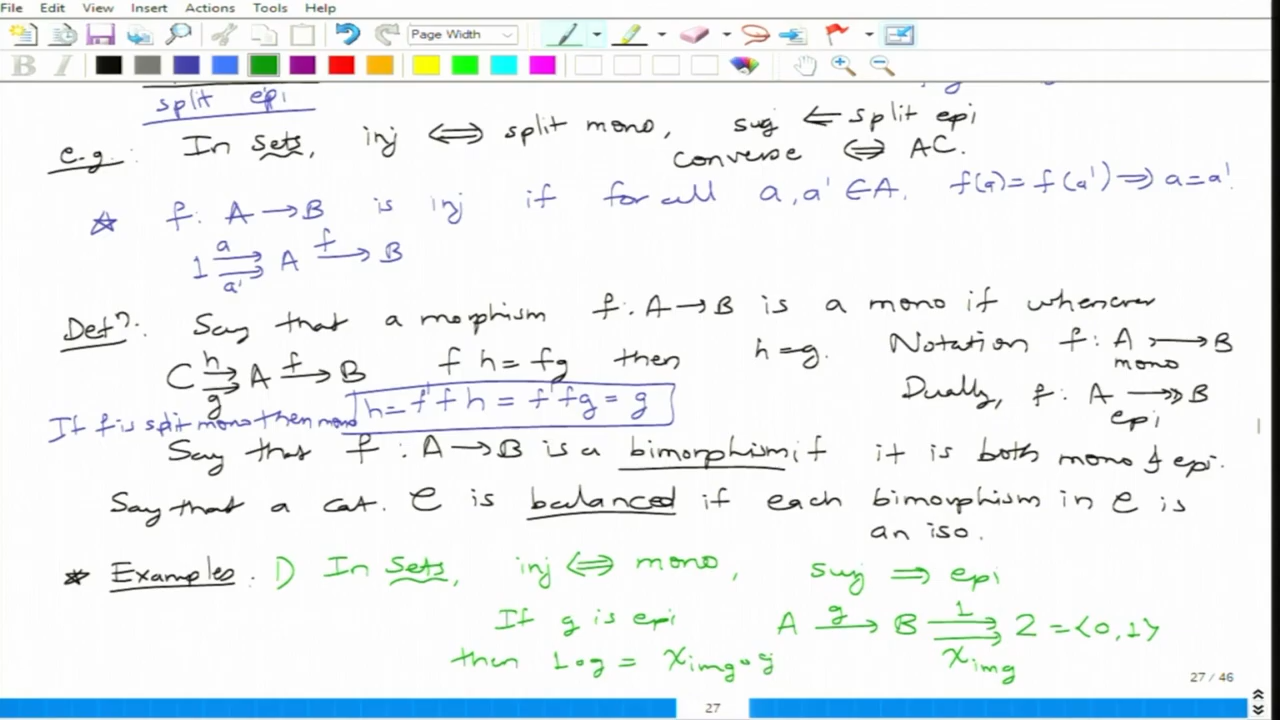 File Edit View Insert Actions Tools Help
Page Width
split epi
e.g.: In Sets, inj ⟺ split mono, surj ⟸ split epi
converse ⟺ AC.
☆ f: A → B is inj if for all a, a' ∈ A, f(a) = f(a') ⟹ a = a'.
1 ⇉ A → B a a' f
Defn: Say that a morphism f: A → B is a mono if whenever
C ⇉ A → B h g f f h = f g then h = g. Notation f: A ↣ B mono
If f is split mono then mono h = f' f h = f' f g = g Dually, f: A ↠ B epi
Say that f: A → B is a bimorphism if it is both mono & epi.
Say that a cat. C is balanced if each bimorphism in C is
an iso.
* Examples. 1) In Sets, inj ⟺ mono, surj ⟹ epi
If g is epi A → B ⇉ 2 = {0, 1} g 1 χimg
then 1∘g = χimg∘g
27 / 46
27